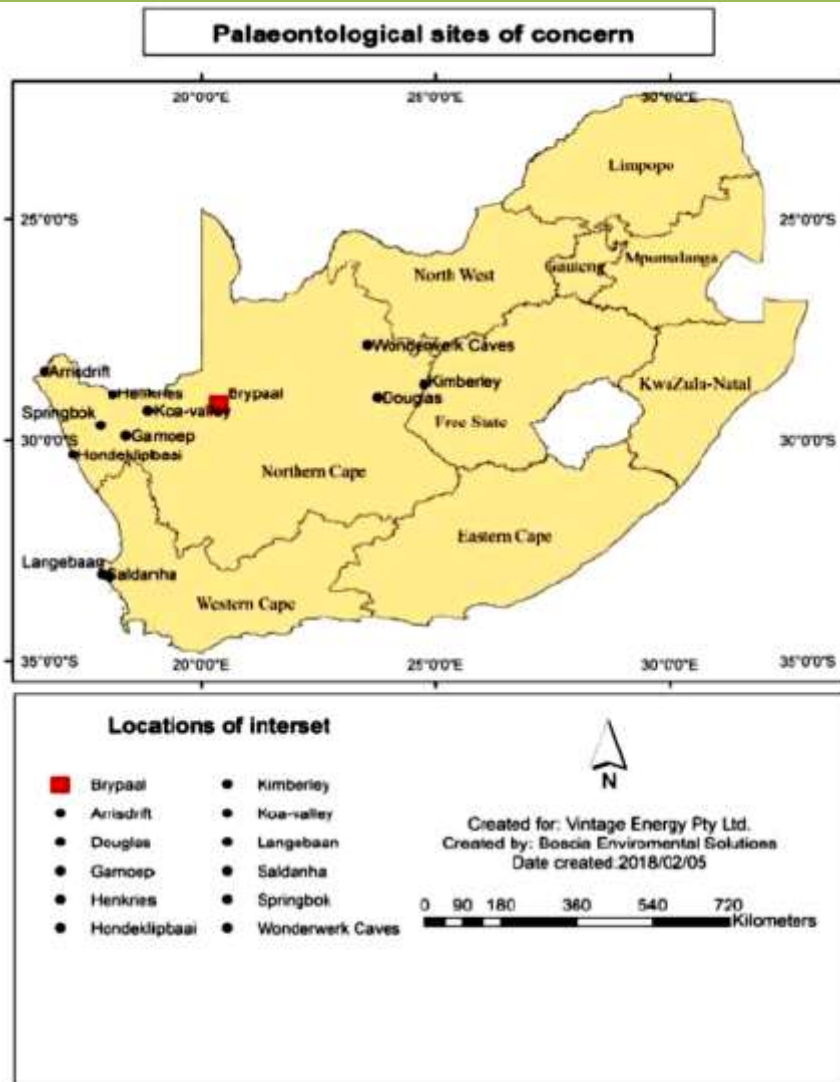 Palaeontological sites of concern
20°0'0"E 25°0'0"E 30°0'0"E
Limpopo
25°0'0"S 25°0'0"S
Mpumalanga
Gauteng
North West
Wonderwerk Caves
Arrisdrift
Kimberley
KwaZulu-Natal
Henkries
Brypaal
Douglas
Koa-valley
Springbok
Free State
Gamoep
30°0'0"S 30°0'0"S
Hondeklipbaai
Northern Cape
Eastern Cape
Langebaan
Saldanha
Western Cape
35°0'0"S 35°0'0"S
20°0'0"E 25°0'0"E 30°0'0"E
Locations of interset
Brypaal
Arrisdrift
Douglas
Gamoep
Henkries
Hondeklipbaai
Kimberley
Koa-valley
Langebaan
Saldanha
Springbok
Wonderwerk Caves
N
Created for: Vintage Energy Pty Ltd.
Created by: Boscia Enviromental Solutions
Date created:2018/02/05
0 90 180 360 540 720
Kilometers